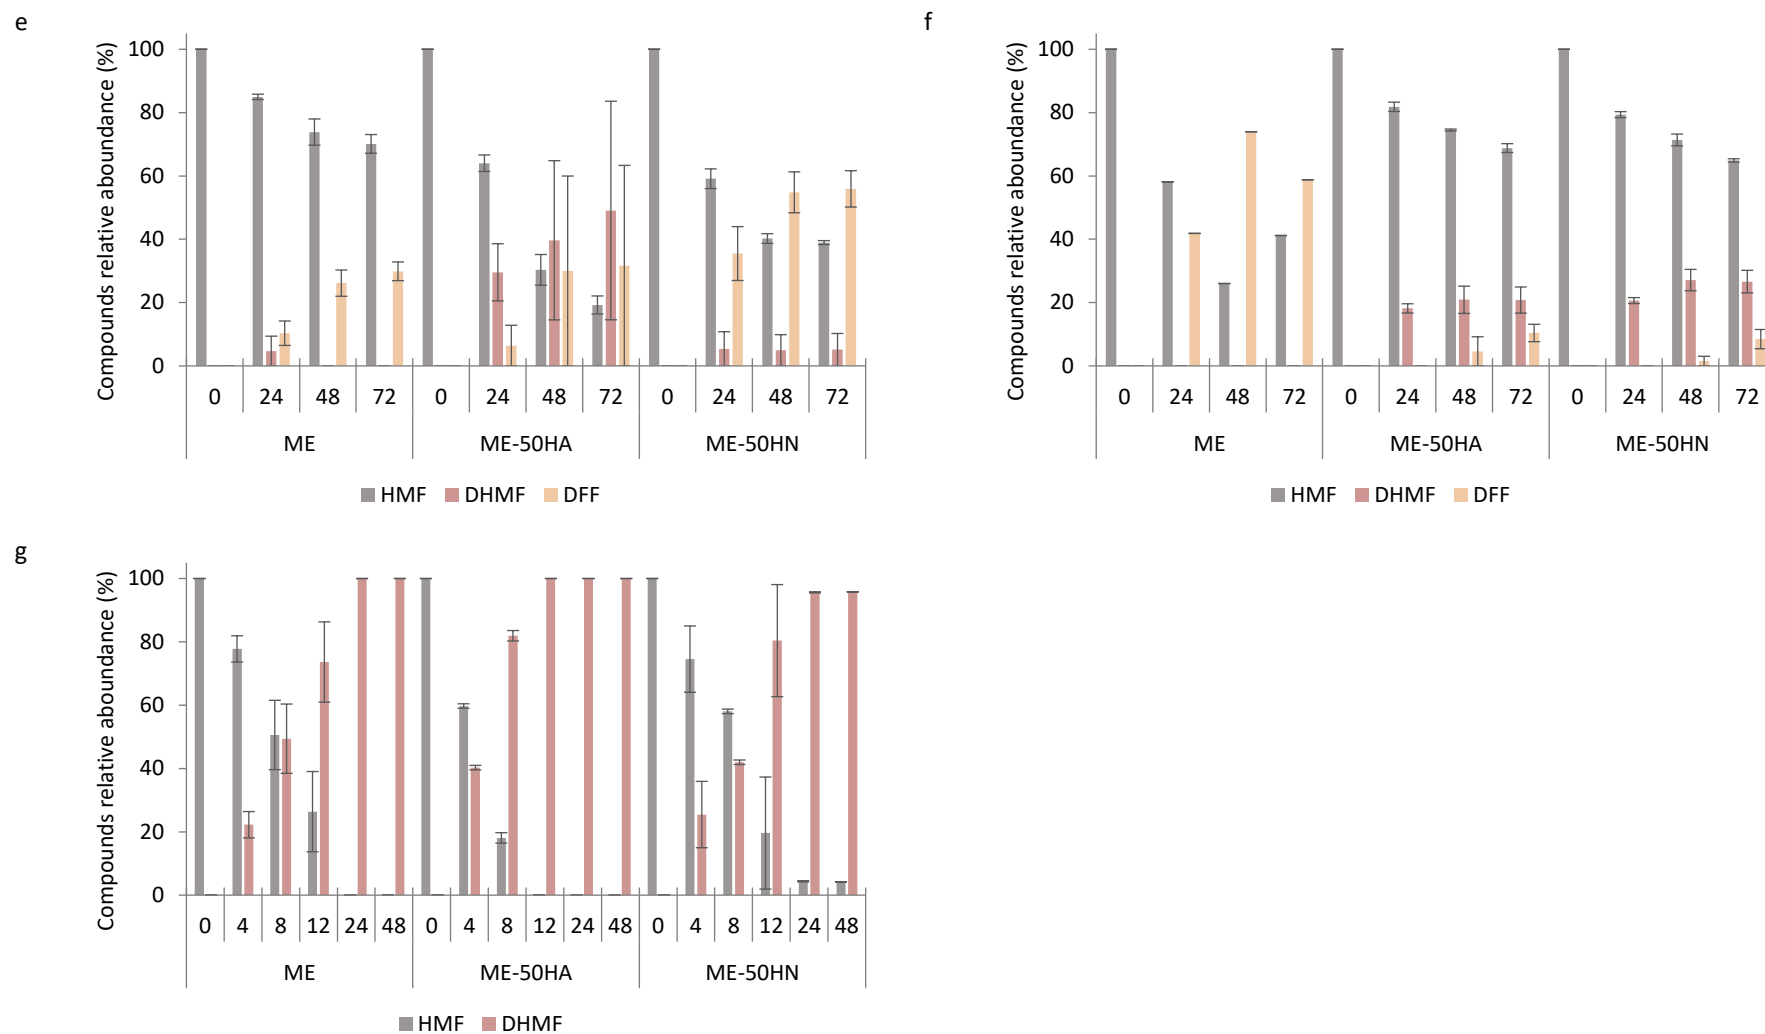 e
Compounds relative aboundance (%)
100
80
60
40
20
0
0 24 48 72 0 24 48 72 0 24 48 72
ME ME-50HA ME-50HN
HMF DHMF DFF
f
Compounds relative aboundance (%)
100
80
60
40
20
0
0 24 48 72 0 24 48 72 0 24 48 72
ME ME-50HA ME-50HN
HMF DHMF DFF
g
Compounds relative aboundance (%)
100
80
60
40
20
0
0 4 8 12 24 48 0 4 8 12 24 48 0 4 8 12 24 48
ME ME-50HA ME-50HN
HMF DHMF